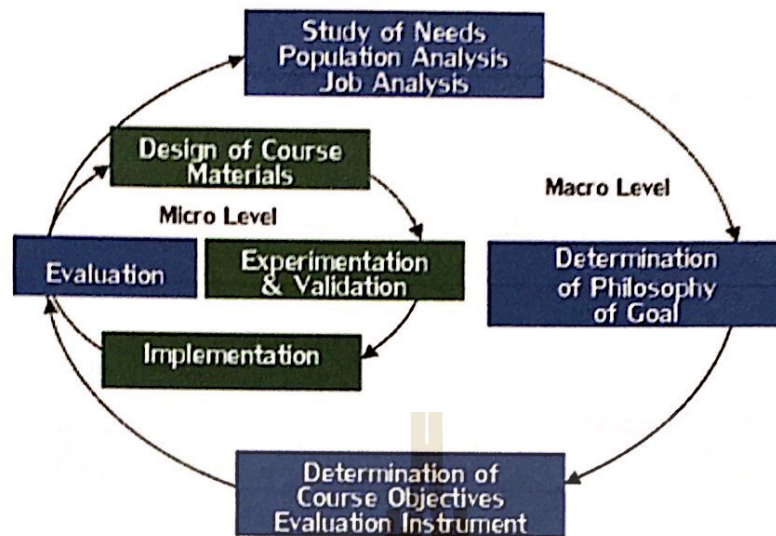 Study of Needs
Population Analysis
Job Analysis
Design of Course
Materials
Micro Level
Macro Level
Evaluation
Experimentation
& Validation
Determination
of Philosophy
of Goal
Implementation
Determination of
Course Objectives
Evaluation Instrument